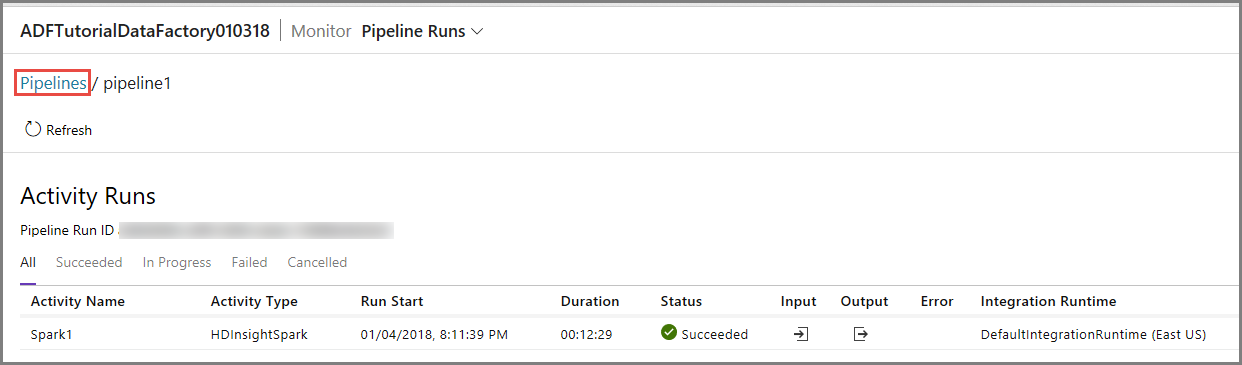 ADFTutorialDataFactory010318 Monitor Pipeline Runs
Pipelines / pipeline1
Refresh
Activity Runs
Pipeline Run ID
All Succeeded In Progress Failed Cancelled
Activity Name Activity Type Run Start Duration Status Input Output Error Integration Runtime
Spark1 HDInsightSpark 01/04/2018, 8:11:39 PM 00:12:29 Succeeded DefaultIntegrationRuntime (East US)